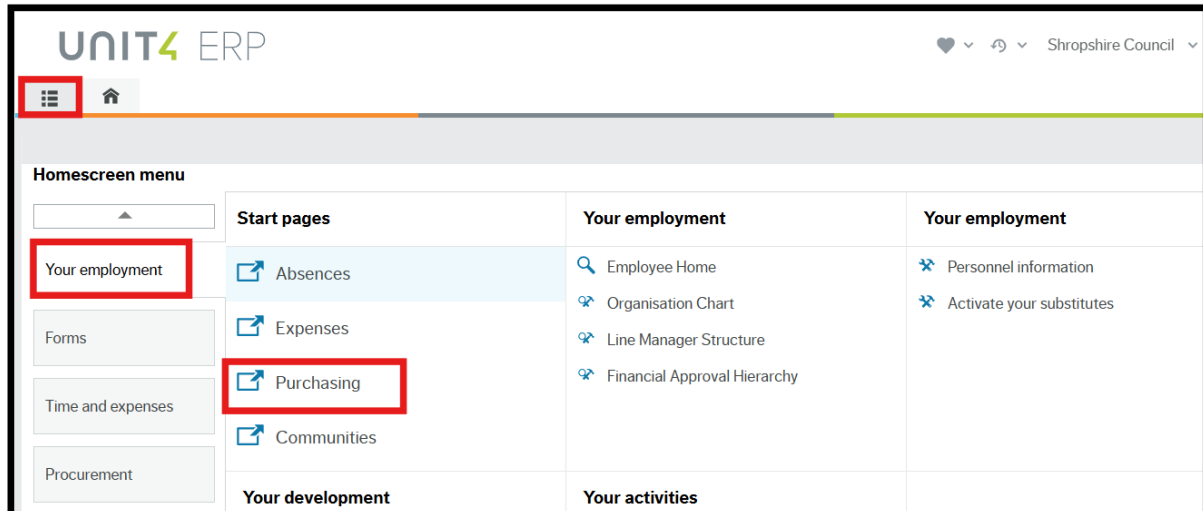 UNIT4 ERP
Shropshire Council
Homescreen menu
Start pages
Your employment
Your employment
Your employment
Absences
Employee Home
Personnel information
Organisation Chart
Activate your substitutes
Forms
Expenses
Line Manager Structure
Purchasing
Financial Approval Hierarchy
Time and expenses
Communities
Procurement
Your development
Your activities